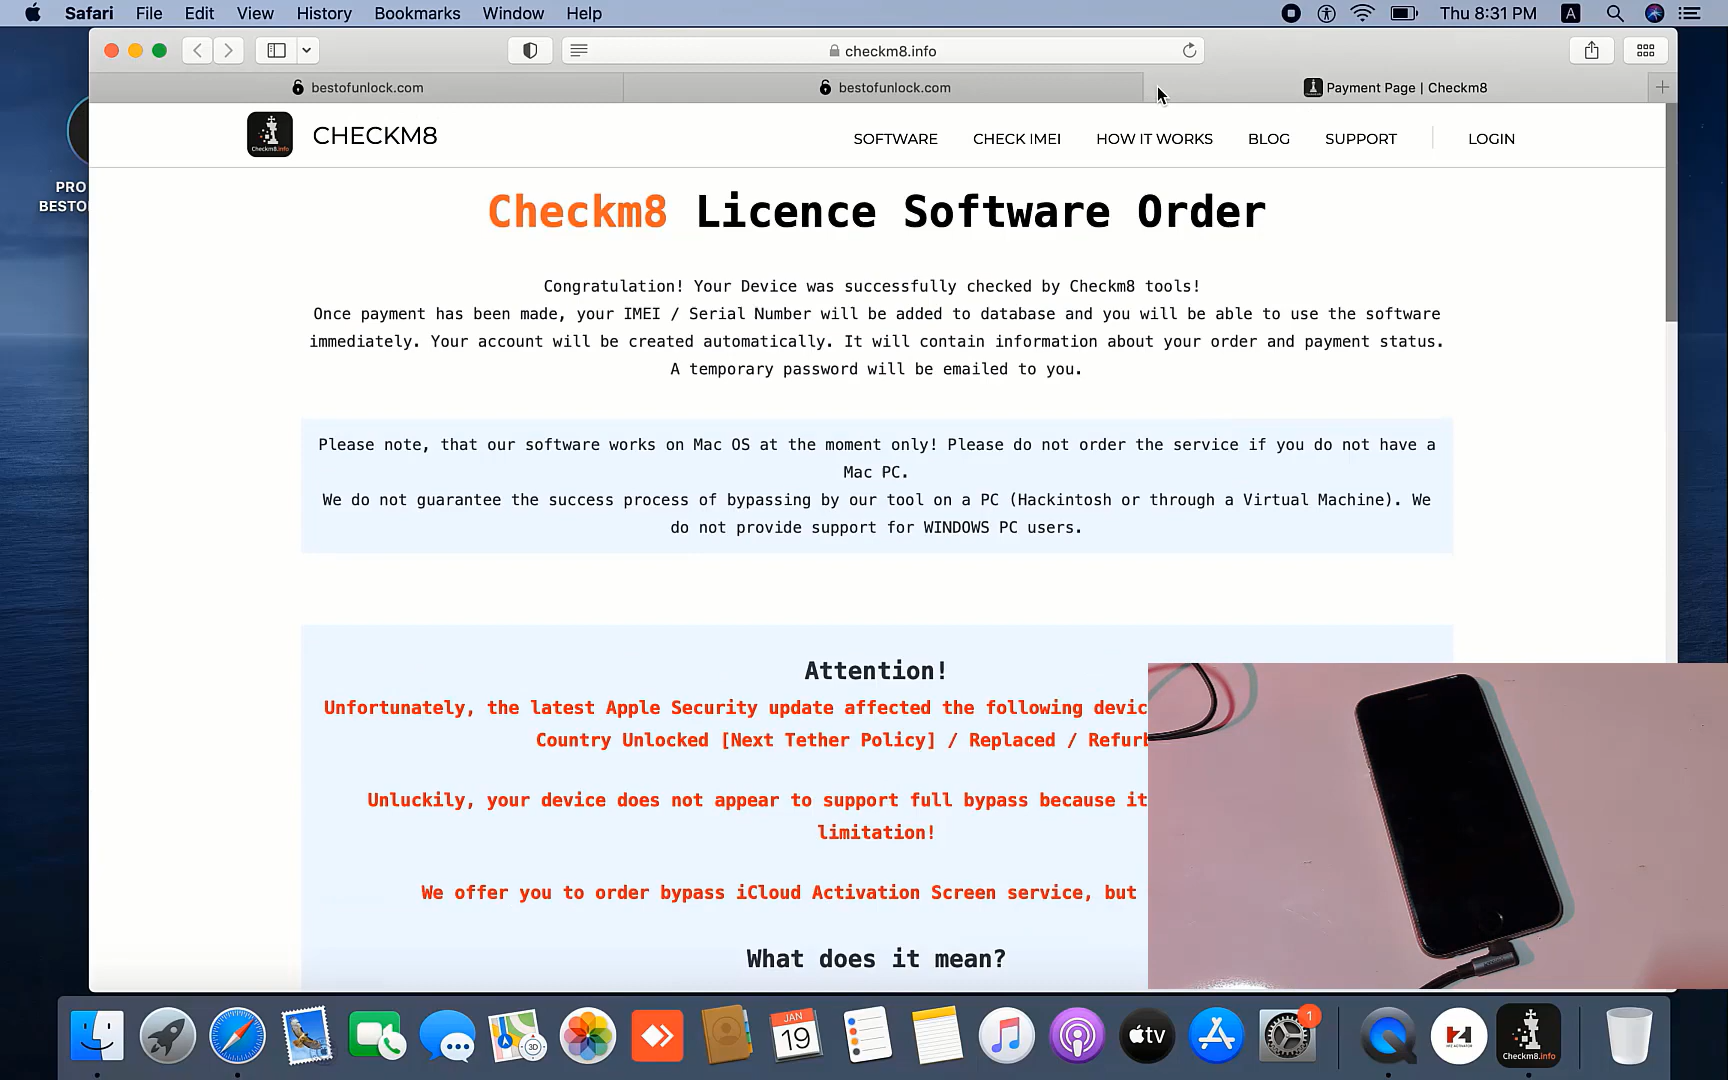 Safari File Edit View History Bookmarks Window Help Thu 8:31 PM A
checkm8.info
bestofunlock.com bestofunlock.com Payment Page | Checkm8
Checkm8.info CHECKM8 SOFTWARE CHECK IMEI HOW IT WORKS BLOG SUPPORT LOGIN
PRO
BESTO
Checkm8 Licence Software Order
Congratulation! Your Device was successfully checked by Checkm8 tools!
Once payment has been made, your IMEI / Serial Number will be added to database and you will be able to use the software
immediately. Your account will be created automatically. It will contain information about your order and payment status.
A temporary password will be emailed to you.
Please note, that our software works on Mac OS at the moment only! Please do not order the service if you do not have a
Mac PC.
We do not guarantee the success process of bypassing by our tool on a PC (Hackintosh or through a Virtual Machine). We
do not provide support for WINDOWS PC users.
Attention!
Unfortunately, the latest Apple Security update affected the following devic
Country Unlocked [Next Tether Policy] / Replaced / Refurb
Unluckily, your device does not appear to support full bypass because it
limitation!
We offer you to order bypass iCloud Activation Screen service, but
What does it mean?
3D JAN 19 tv 1 Checkm8.info